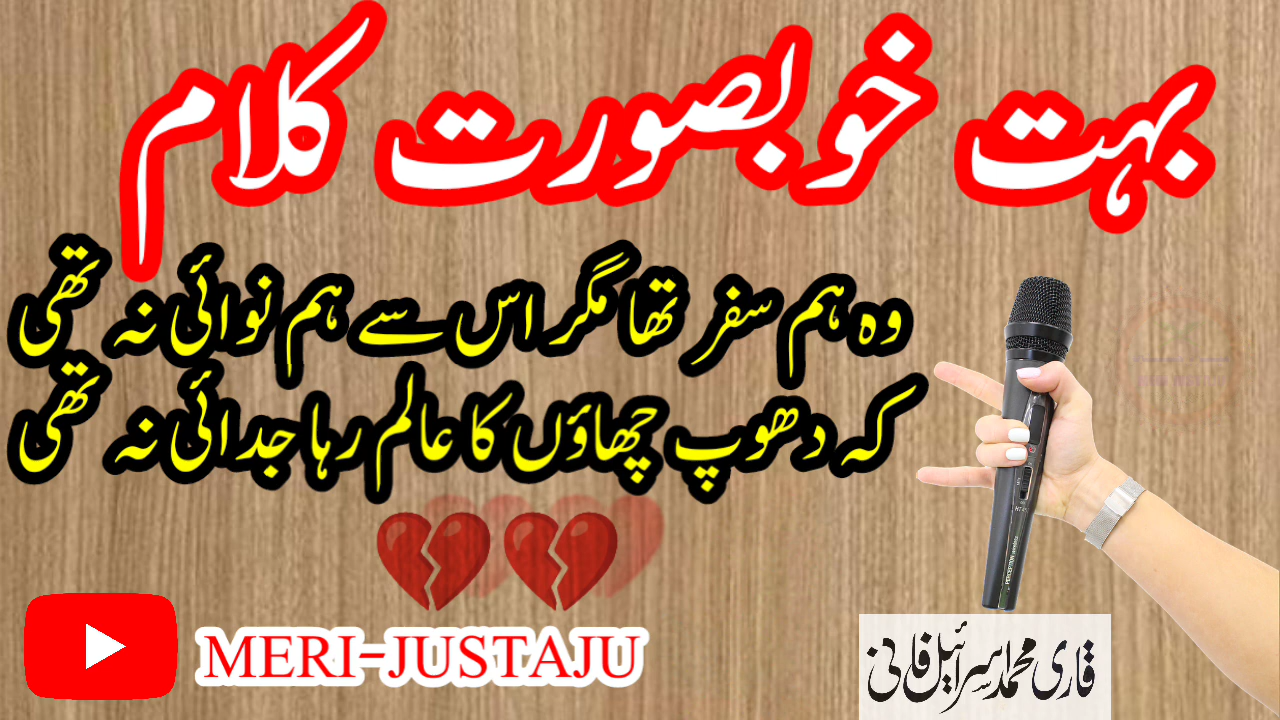 بہت خوبصورت کلام
وہ ہم سفر تھا مگر اس سے ہم نوائی نہ تھی
کہ دھوپ چھاؤں کا عالم رہا جدائی نہ تھی
MERI-JUSTAJU
قاری محمد اسرائیل فانی